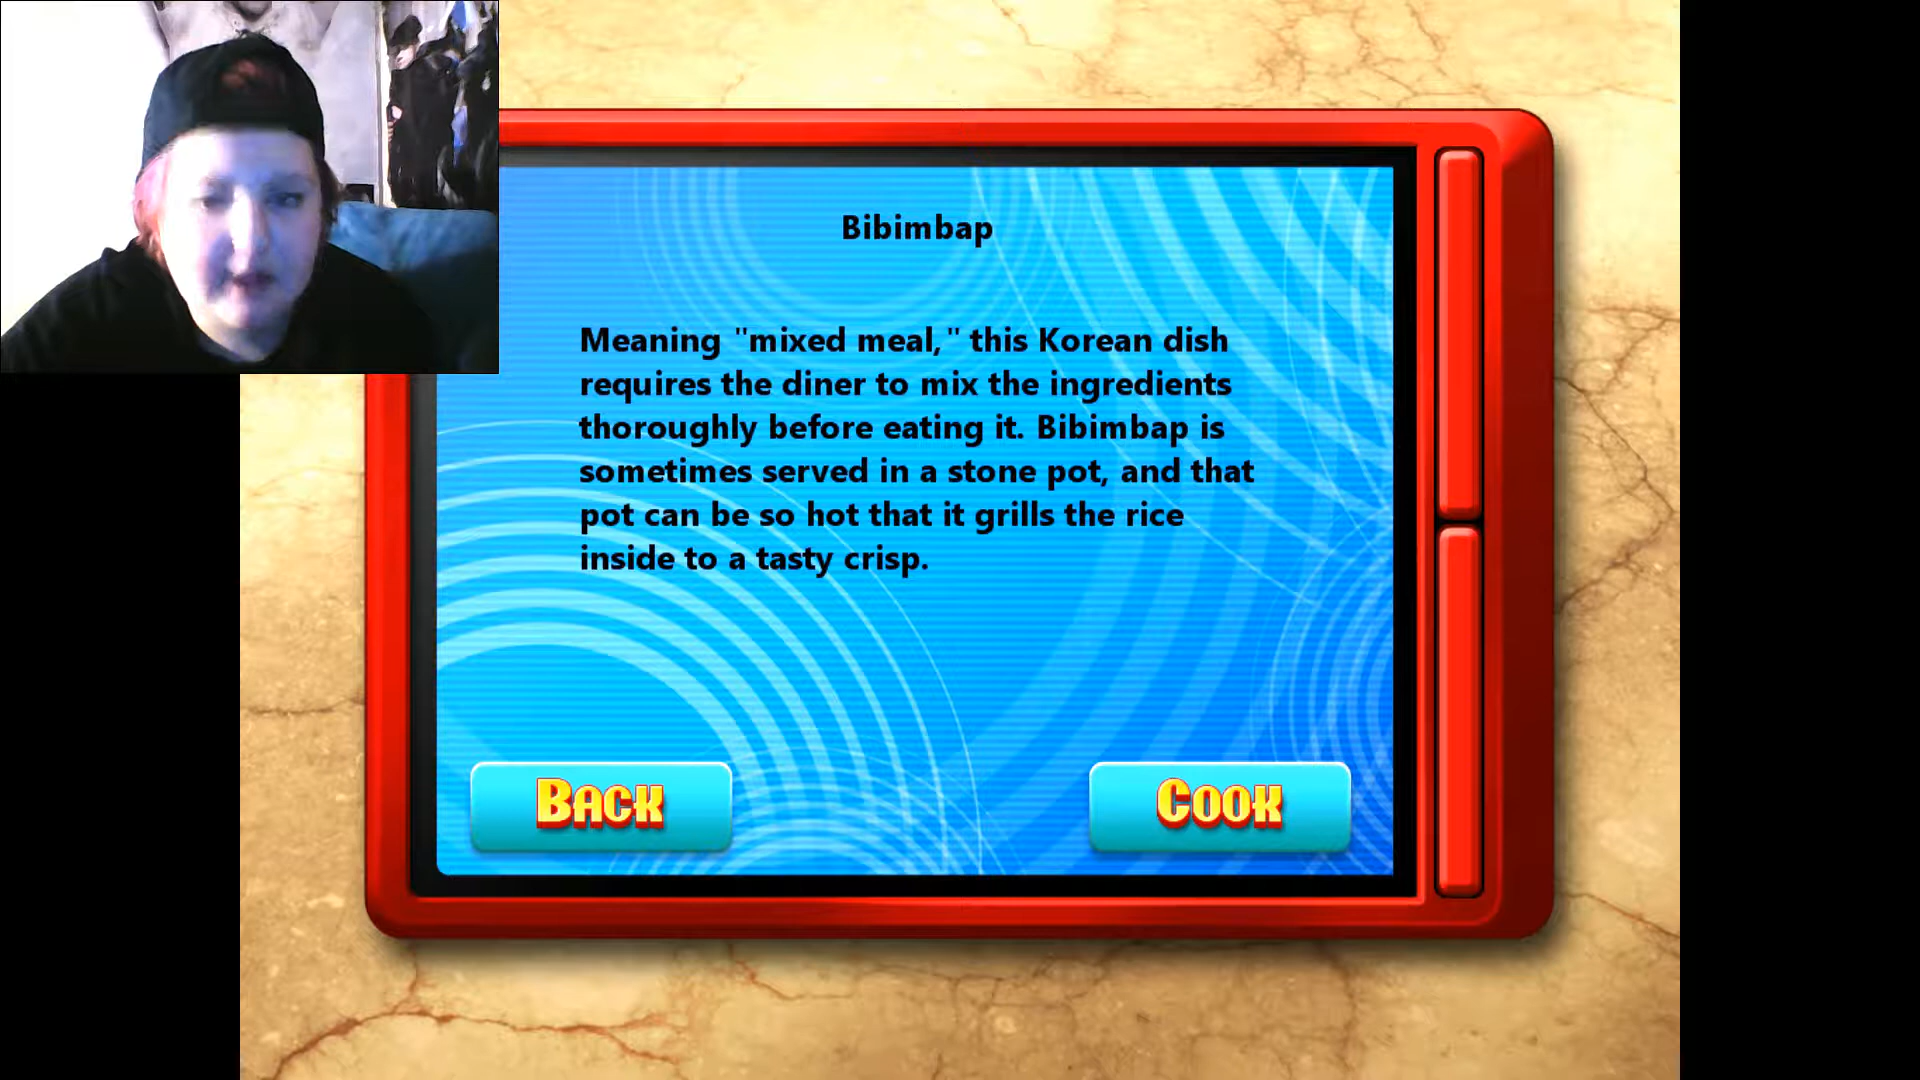 Bibimbap
Meaning "mixed meal," this Korean dish
requires the diner to mix the ingredients
thoroughly before eating it. Bibimbap is
sometimes served in a stone pot, and that
pot can be so hot that it grills the rice
inside to a tasty crisp.
Back
Cook